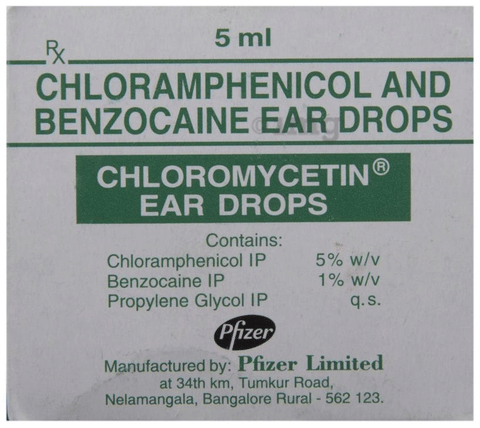 5 ml
Rx
CHLORAMPHENICOL AND
BENZOCAINE EAR DROPS
CHLOROMYCETIN®
EAR DROPS
Contains:
Chloramphenicol IP 5% w/v
Benzocaine IP 1% w/v
Propylene Glycol IP q.s.
Pfizer
Manufactured by: Pfizer Limited
at 34th km, Tumkur Road,
Nelamangala, Bangalore Rural - 562 123.